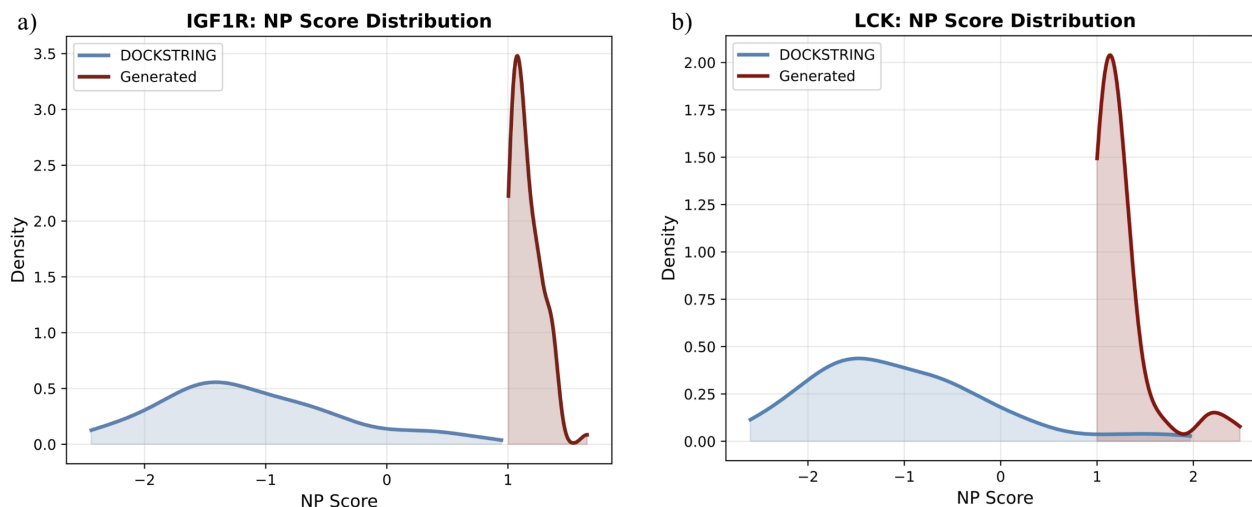 a)
IGF1R: NP Score Distribution
DOCKSTRING
Generated
3.5
3.0
2.5
2.0
1.5
1.0
0.5
0.0
Density
−2
−1
0
1
NP Score
b)
LCK: NP Score Distribution
DOCKSTRING
Generated
2.00
1.75
1.50
1.25
1.00
0.75
0.50
0.25
0.00
Density
−2
−1
0
1
2
NP Score